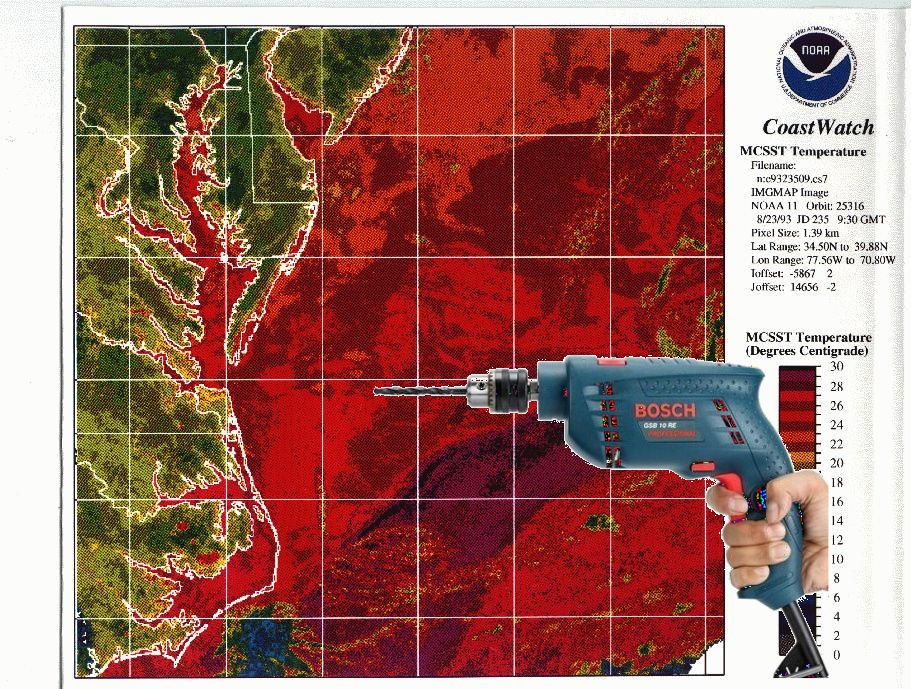 NATIONAL OCEANIC AND ATMOSPHERIC ADMINISTRATION
NOAA
U.S. DEPARTMENT OF COMMERCE
CoastWatch
MCSST Temperature
Filename:
n:c9323509.cs7
IMGMAP Image
NOAA 11 Orbit: 25316
8/23/93 JD 235 9:30 GMT
Pixel Size: 1.39 km
Lat Range: 34.50N to 39.88N
Lon Range: 77.56W to 70.80W
Ioffset: -5867 2
Joffset: 14656 -2
MCSST Temperature
(Degrees Centigrade)
30
28
26
24
22
20
18
16
14
12
10
8
6
4
2
0
BOSCH
GSB 10 RE
PROFESSIONAL